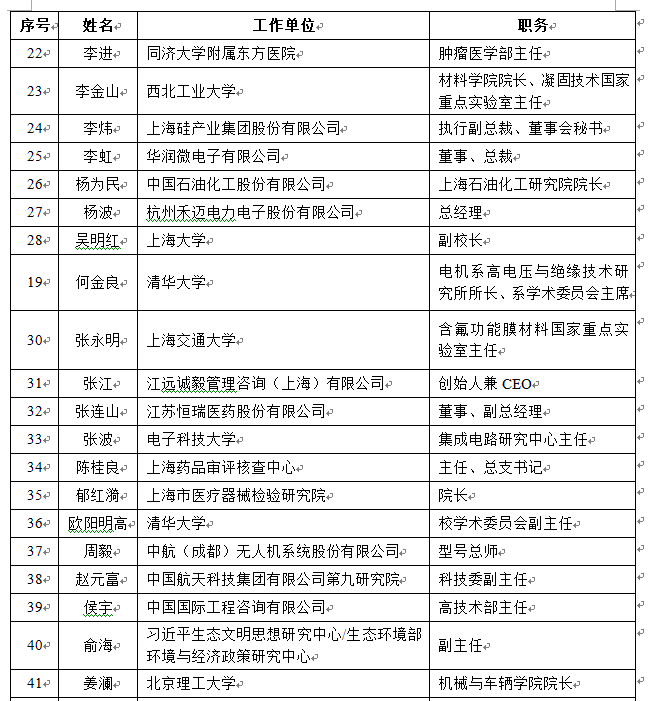 序号 姓名 工作单位 职务
22 李进 同济大学附属东方医院 肿瘤医学部主任
23 李金山 西北工业大学 材料学院院长、凝固技术国家
重点实验室主任
24 李炜 上海硅产业集团股份有限公司 执行副总裁、董事会秘书
25 李虹 华润微电子有限公司 董事、总裁
26 杨为民 中国石油化工股份有限公司 上海石油化工研究院院长
27 杨波 杭州禾迈电力电子股份有限公司 总经理
28 吴明红 上海大学 副校长
19 何金良 清华大学 电机系高电压与绝缘技术研
究所所长、系学术委员会主席
30 张永明 上海交通大学 含氟功能膜材料国家重点实
验室主任
31 张江 江远诚毅管理咨询（上海）有限公司 创始人兼 CEO
32 张连山 江苏恒瑞医药股份有限公司 董事、副总经理
33 张波 电子科技大学 集成电路研究中心主任
34 陈桂良 上海药品审评核查中心 主任、总支书记
35 郁红漪 上海市医疗器械检验研究院 院长
36 欧阳明高 清华大学 校学术委员会副主任
37 周毅 中航（成都）无人机系统股份有限公司 型号总师
38 赵元富 中国航天科技集团有限公司第九研究院 科技委副主任
39 侯宇 中国国际工程咨询有限公司 高技术部主任
40 俞海 习近平生态文明思想研究中心/生态环境部
环境与经济政策研究中心 副主任
41 姜澜 北京理工大学 机械与车辆学院院长